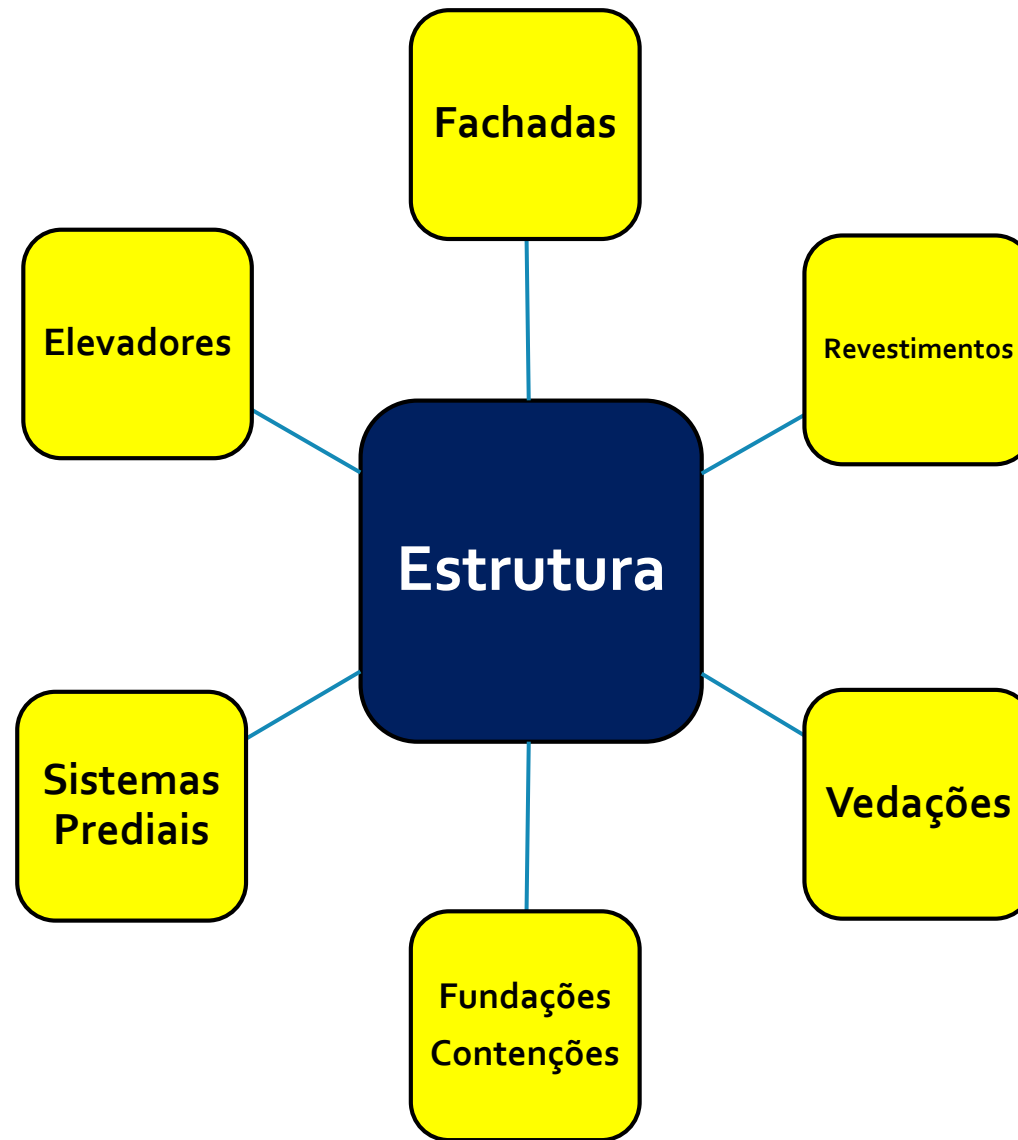 Fachadas
Elevadores
Revestimentos
Estrutura
Sistemas
Prediais
Vedações
Fundações
Contenções